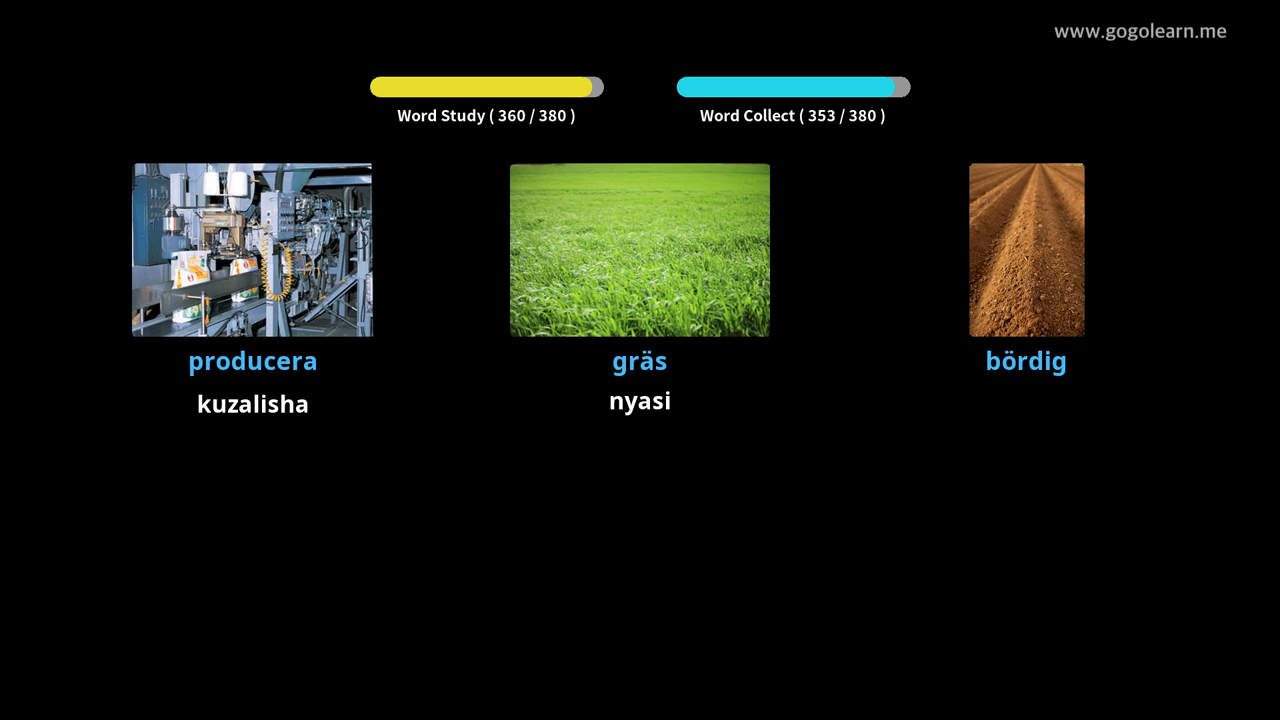 www.gogolearn.me
Word Study ( 360 / 380 )
Word Collect ( 353 / 380 )
producera
gräs
bördig
kuzalisha
nyasi